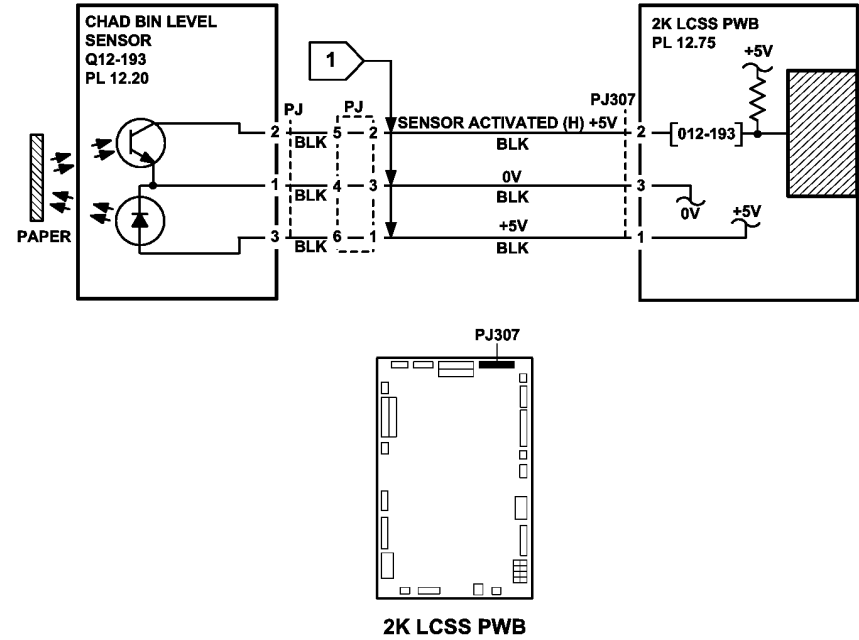 CHAD BIN LEVEL
SENSOR
Q12-193
PL 12.20
1
2K LCSS PWB
PL 12.75
+5V
PJ
PJ
PJ307
2 5 2 SENSOR ACTIVATED (H) +5V 2 012-193
BLK BLK
1 4 3 0V 3
BLK BLK
0V +5V
PAPER
3 6 1 +5V 1
BLK BLK
PJ307
2K LCSS PWB